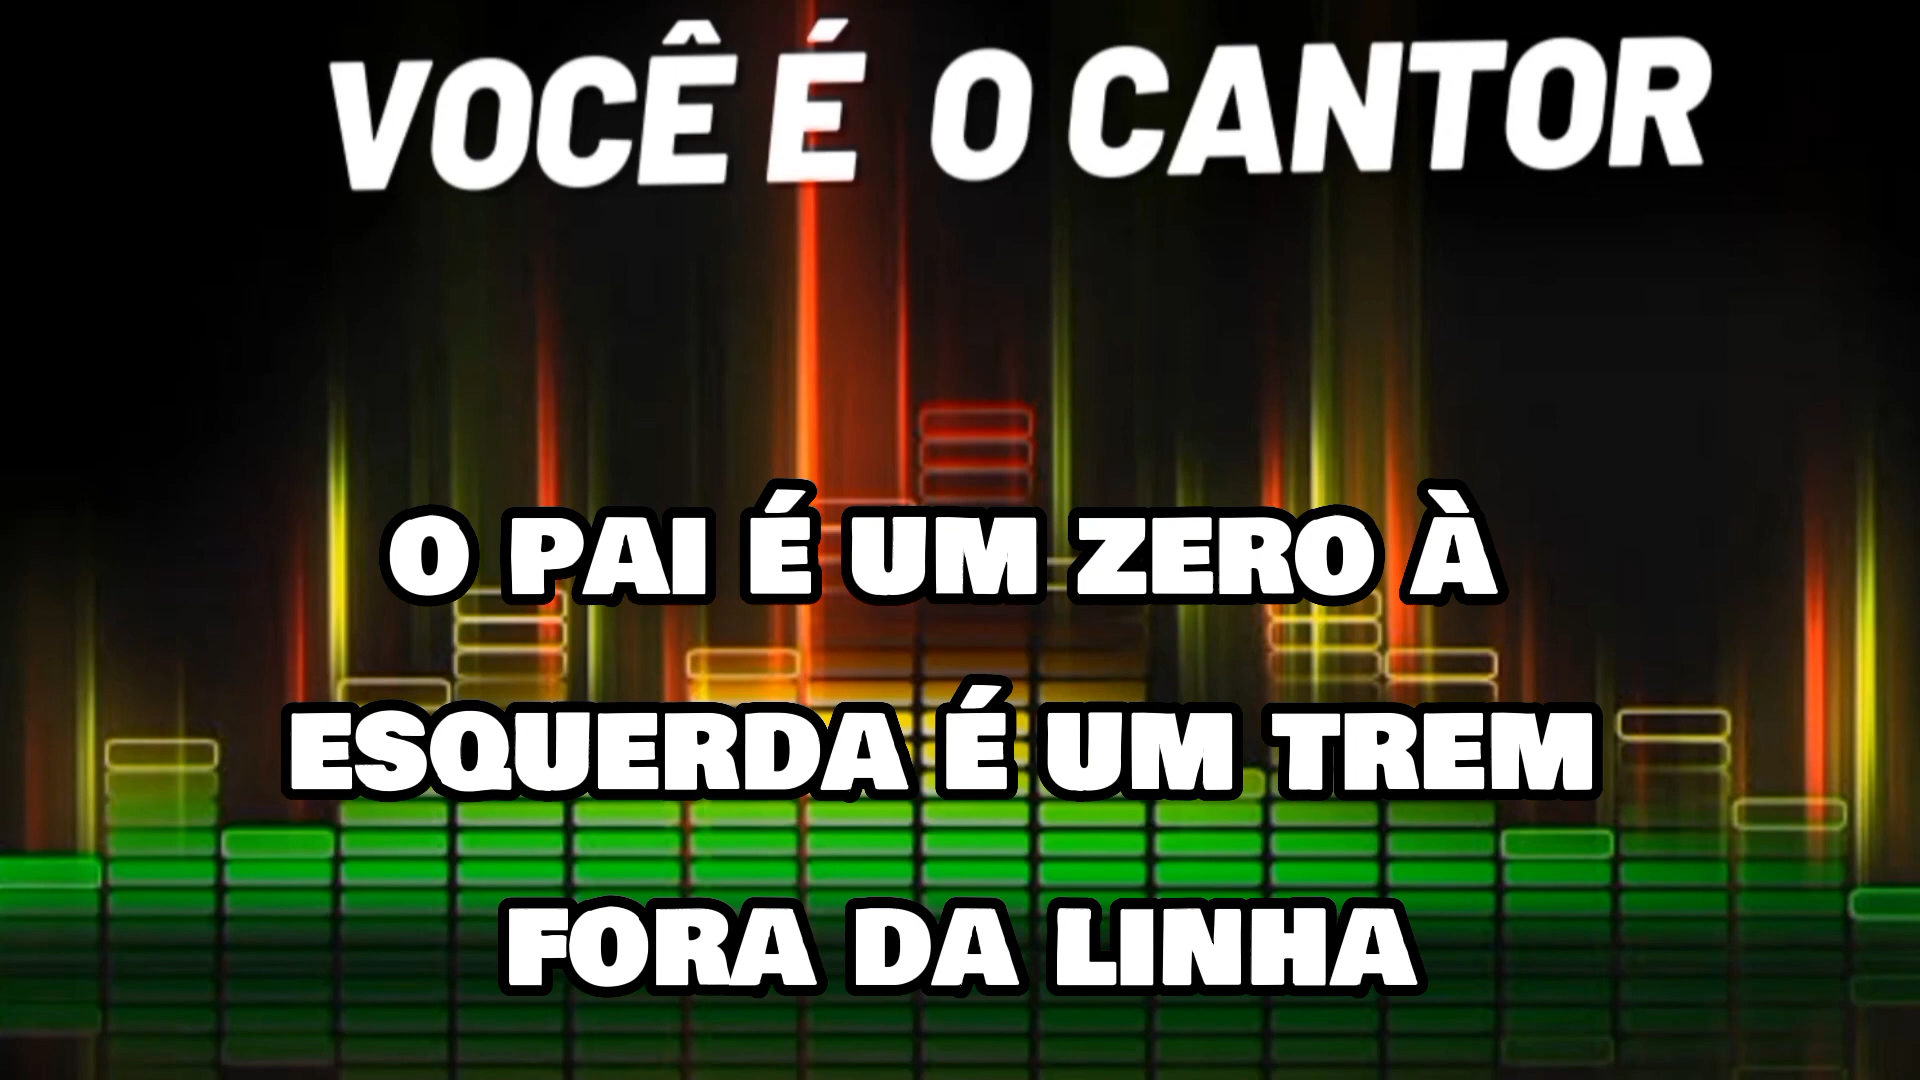 VOCÊ É O CANTOR
O PAI É UM ZERO À
ESQUERDA É UM TREM
FORA DA LINHA